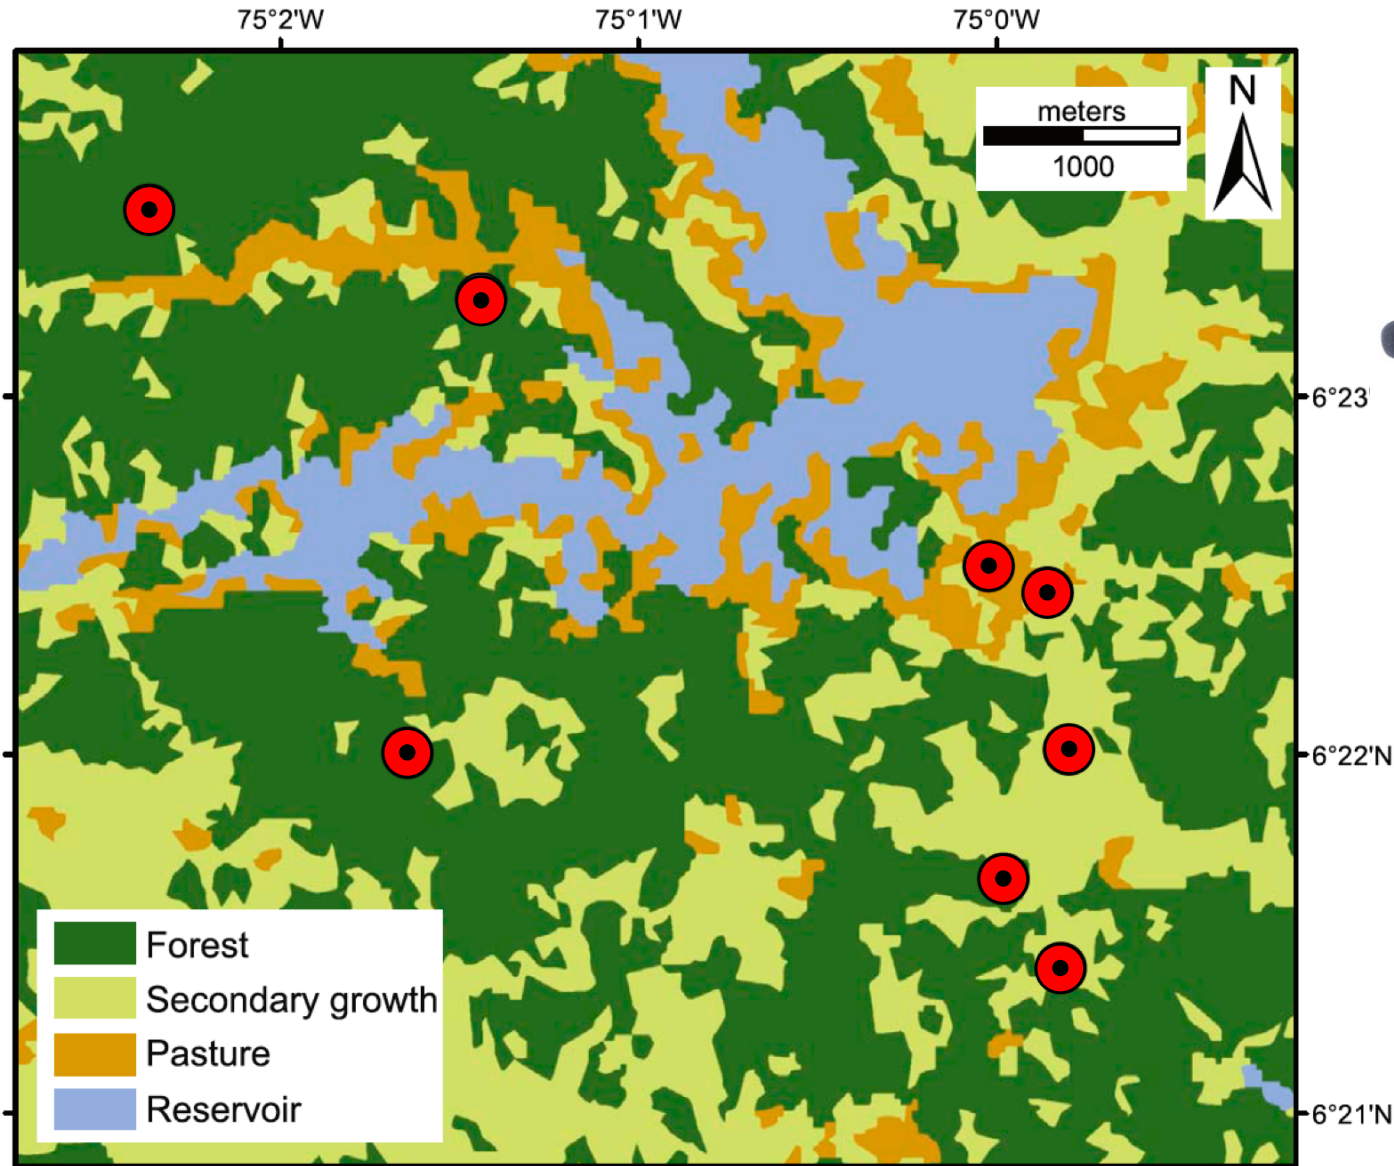 75°2'W 75°1'W 75°0'W
N
meters
1000
6°23'
6°22'N
6°21'N
Forest
Secondary growth
Pasture
Reservoir